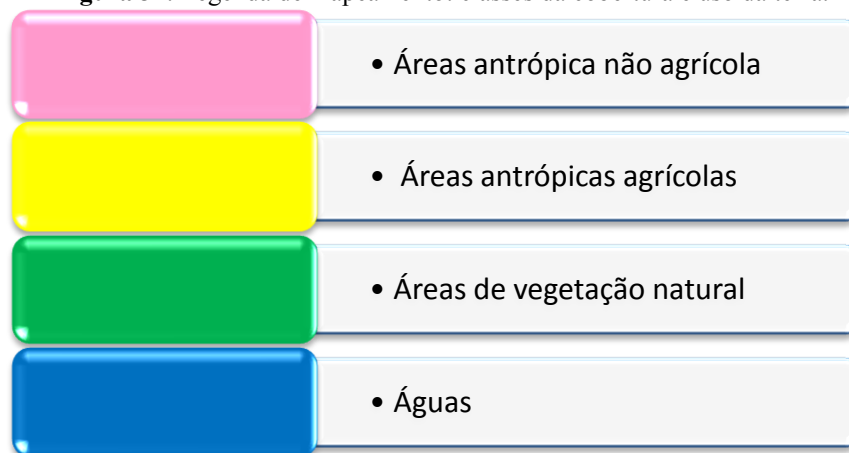 • Áreas antrópica não agrícola
• Áreas antrópicas agrícolas
• Áreas de vegetação natural
• Águas